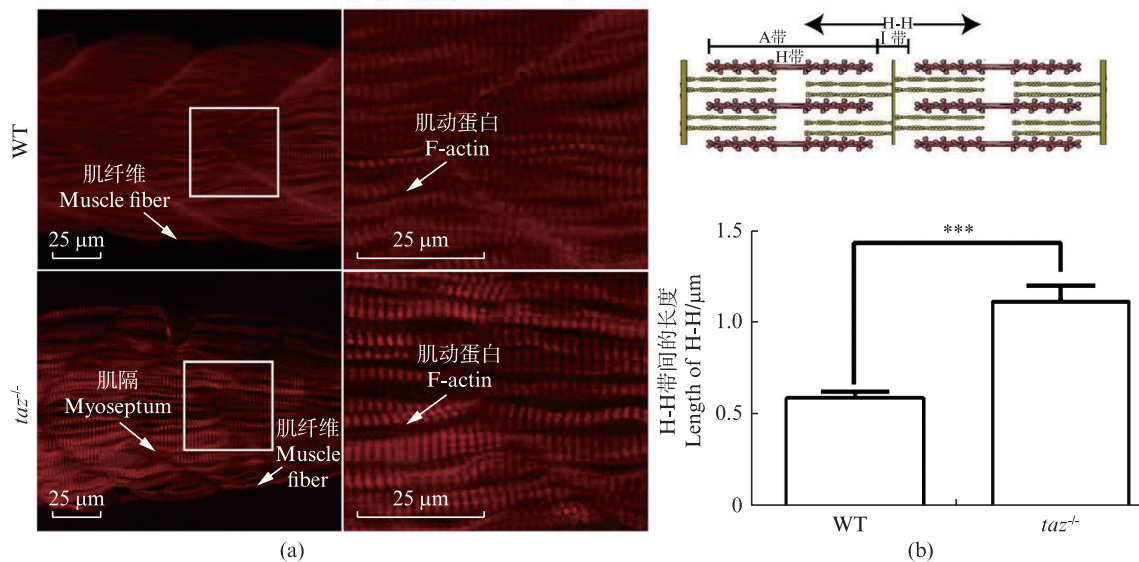 WT
肌纤维
Muscle fiber
25 μm
肌动蛋白
F-actin
25 μm
taz-/-
肌隔
Myoseptum
肌纤维
Muscle
fiber
25 μm
肌动蛋白
F-actin
25 μm
(a)
H-H
A带
I 带
H带
H-H带间的长度
Length of H-H/μm
1.5
1.0
0.5
0
***
WT
taz-/-
(b)